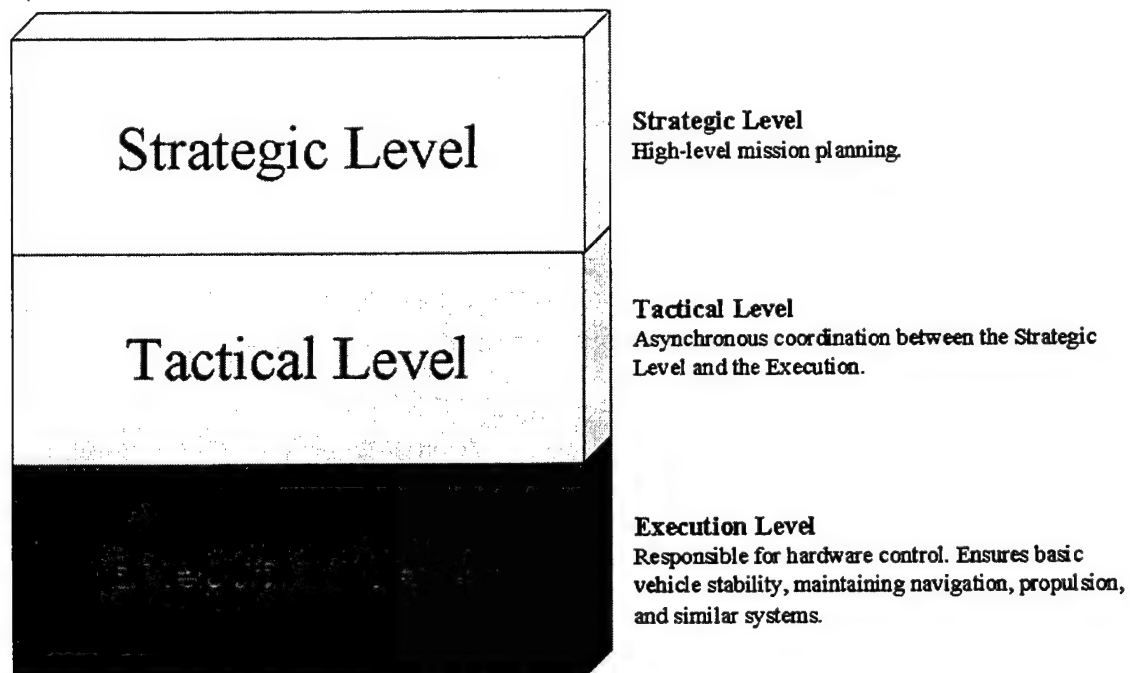 Strategic Level
Strategic Level
High-level mission planning.
Tactical Level
Tactical Level
Asynchronous coordination between the Strategic
Level and the Execution.
Execution Level
Responsible for hardware control. Ensures basic
vehicle stability, maintaining navigation, propulsion,
and similar systems.